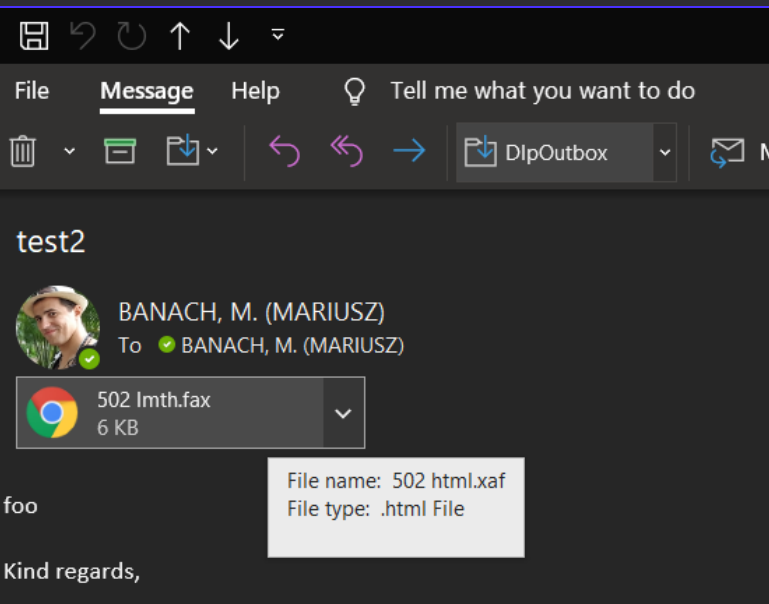 File Message Help Tell me what you want to do
DlpOutbox
test2
BANACH, M. (MARIUSZ)
To BANACH, M. (MARIUSZ)
502 lmth.fax
6 KB
File name: 502 html.xaf
File type: .html File
foo
Kind regards,